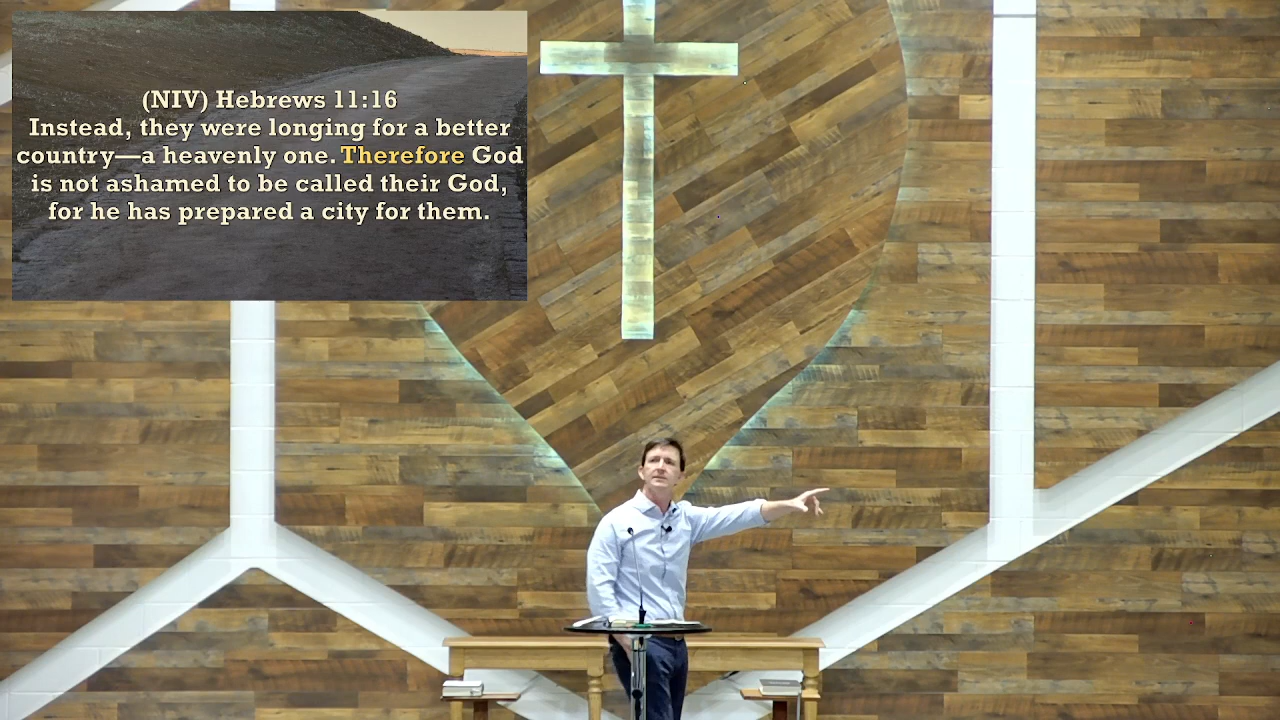 (NIV) Hebrews 11:16
Instead, they were longing for a better
country—a heavenly one. Therefore God
is not ashamed to be called their God,
for he has prepared a city for them.